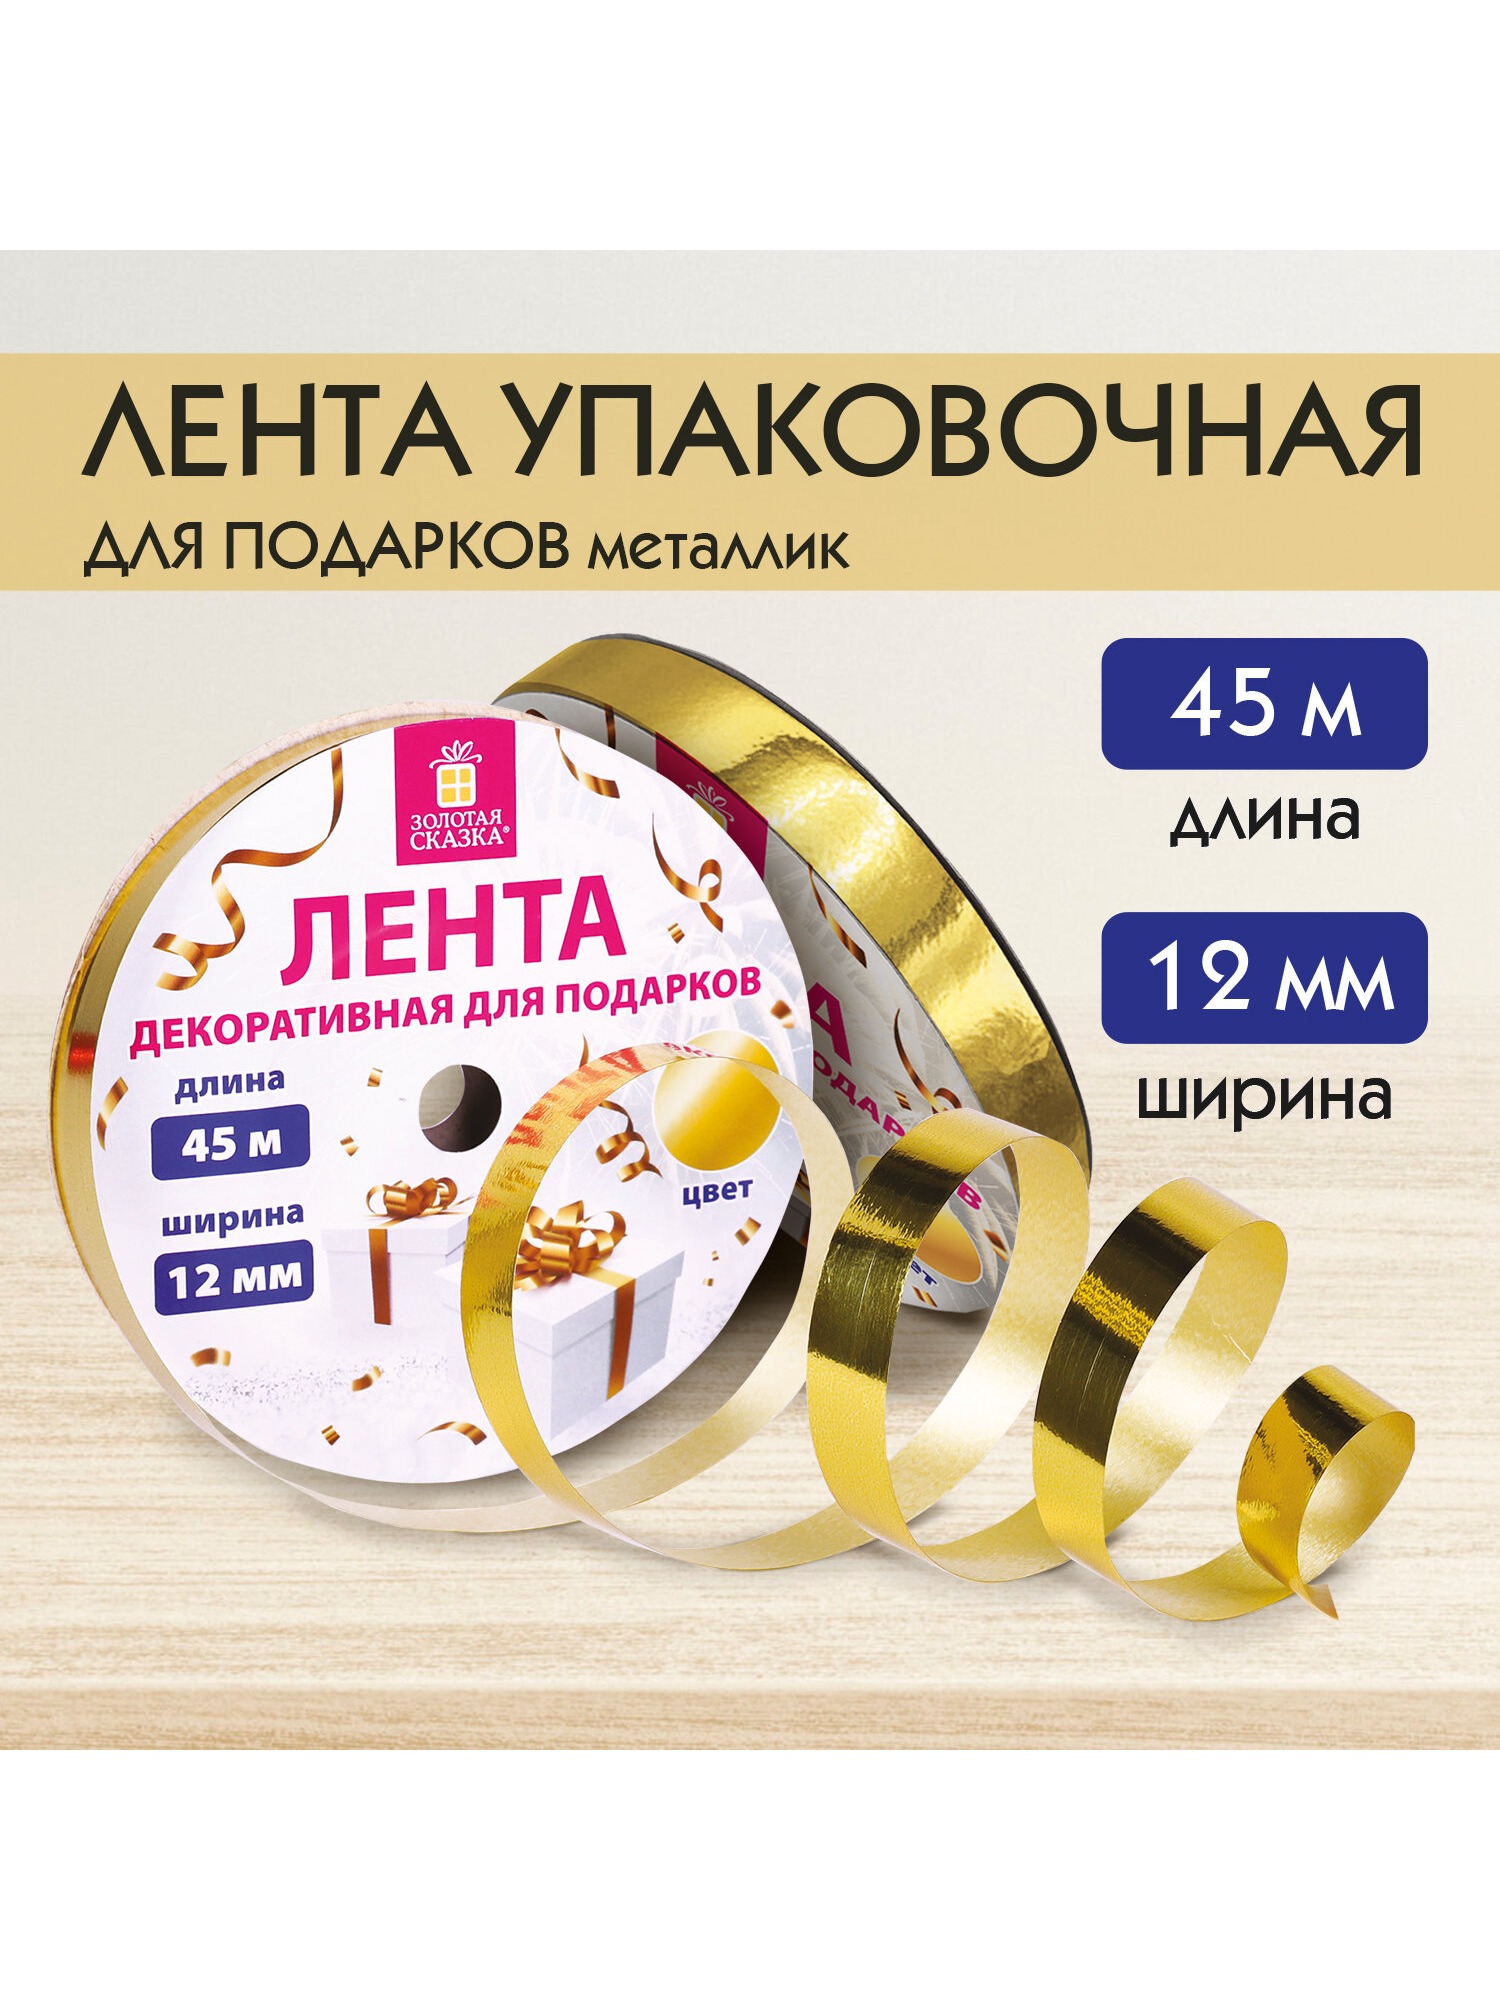 ЛЕНТА УПАКОВОЧНАЯ
ДЛЯ ПОДАРКОВ металлик
45 м
длина
12 мм
ширина
ЗОЛОТАЯ
СКАЗКА®
ЛЕНТА
ДЕКОРАТИВНАЯ ДЛЯ ПОДАРКОВ
длина
45 м
ширина
12 мм
цвет